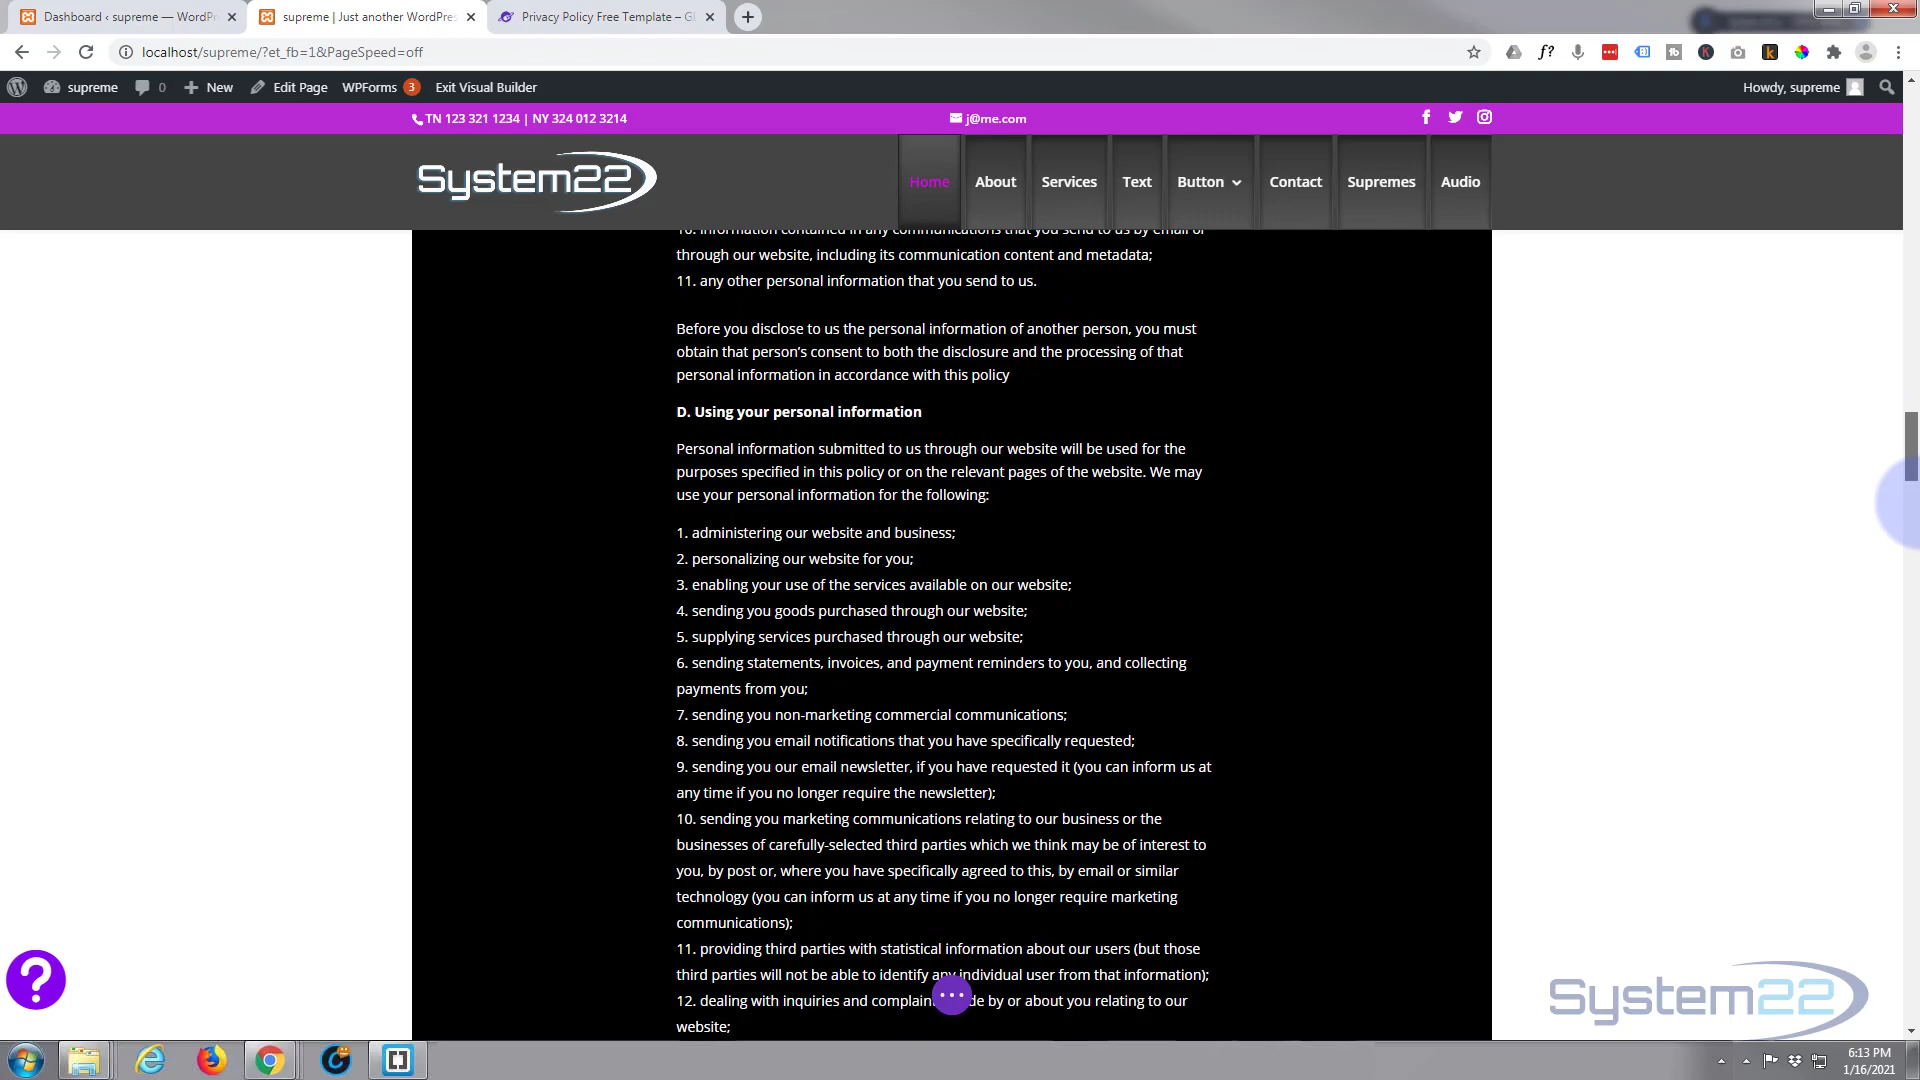 Dashboard ‹ supreme — WordPr
supreme | Just another WordPres
Privacy Policy Free Template – GD
localhost/supreme/?et_fb=1&PageSpeed=off
supreme 0 New Edit Page WPForms 3 Exit Visual Builder Howdy, supreme
TN 123 321 1234 | NY 324 012 3214 j@me.com
System22
Home About Services Text Button Contact Supremes Audio
10. information contained in any communications that you send to us by email or
through our website, including its communication content and metadata;
11. any other personal information that you send to us.
Before you disclose to us the personal information of another person, you must
obtain that person’s consent to both the disclosure and the processing of that
personal information in accordance with this policy
D. Using your personal information
Personal information submitted to us through our website will be used for the
purposes specified in this policy or on the relevant pages of the website. We may
use your personal information for the following:
1. administering our website and business;
2. personalizing our website for you;
3. enabling your use of the services available on our website;
4. sending you goods purchased through our website;
5. supplying services purchased through our website;
6. sending statements, invoices, and payment reminders to you, and collecting
payments from you;
7. sending you non-marketing commercial communications;
8. sending you email notifications that you have specifically requested;
9. sending you our email newsletter, if you have requested it (you can inform us at
any time if you no longer require the newsletter);
10. sending you marketing communications relating to our business or the
businesses of carefully-selected third parties which we think may be of interest to
you, by post or, where you have specifically agreed to this, by email or similar
technology (you can inform us at any time if you no longer require marketing
communications);
11. providing third parties with statistical information about our users (but those
third parties will not be able to identify any individual user from that information);
12. dealing with inquiries and complain de by or about you relating to our
website;
System22
6:13 PM
1/16/2021